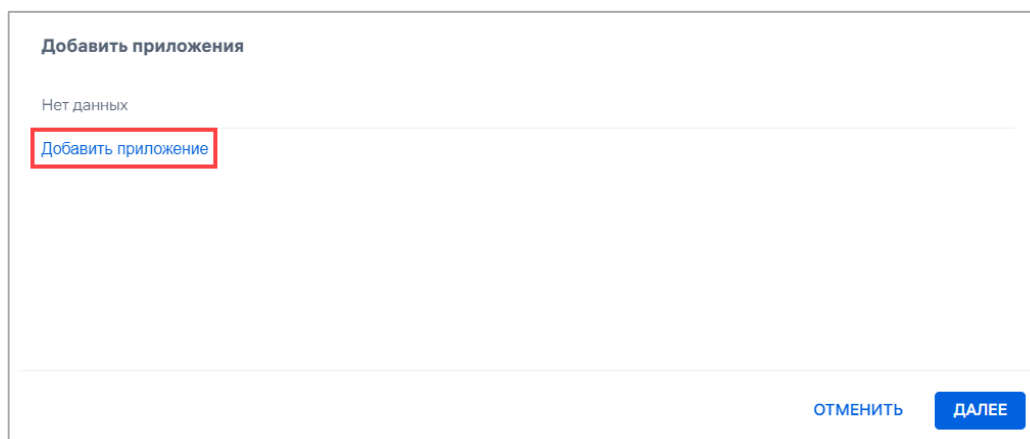 Добавить приложения
Нет данных
Добавить приложение
ОТМЕНИТЬ ДАЛЕЕ